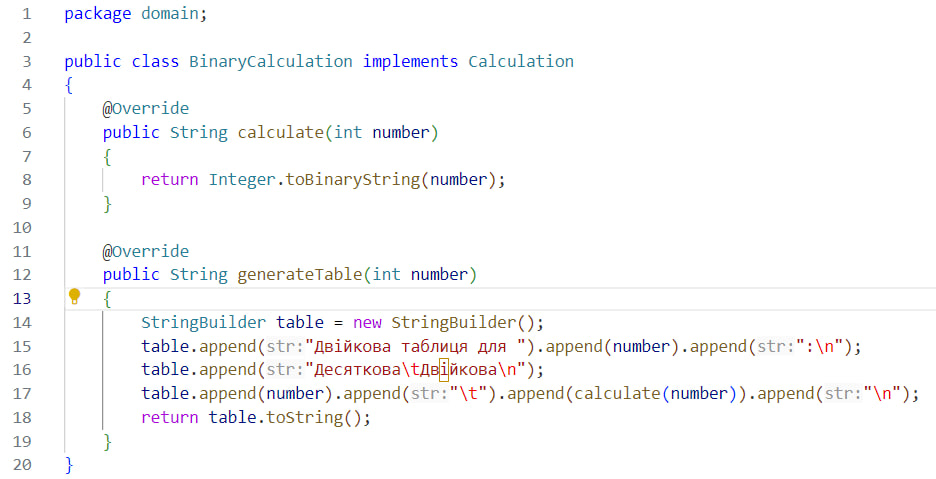 1 package domain;
2
3 public class BinaryCalculation implements Calculation
4 {
5     @Override
6     public String calculate(int number)
7     {
8         return Integer.toBinaryString(number);
9     }
10
11     @Override
12     public String generateTable(int number)
13     {
14         StringBuilder table = new StringBuilder();
15         table.append(str:"Двійкова таблиця для ").append(number).append(str:":\n");
16         table.append(str:"Десяткова\tДвійкова\n");
17         table.append(number).append(str:"\t").append(calculate(number)).append(str:"\n");
18         return table.toString();
19     }
20 }